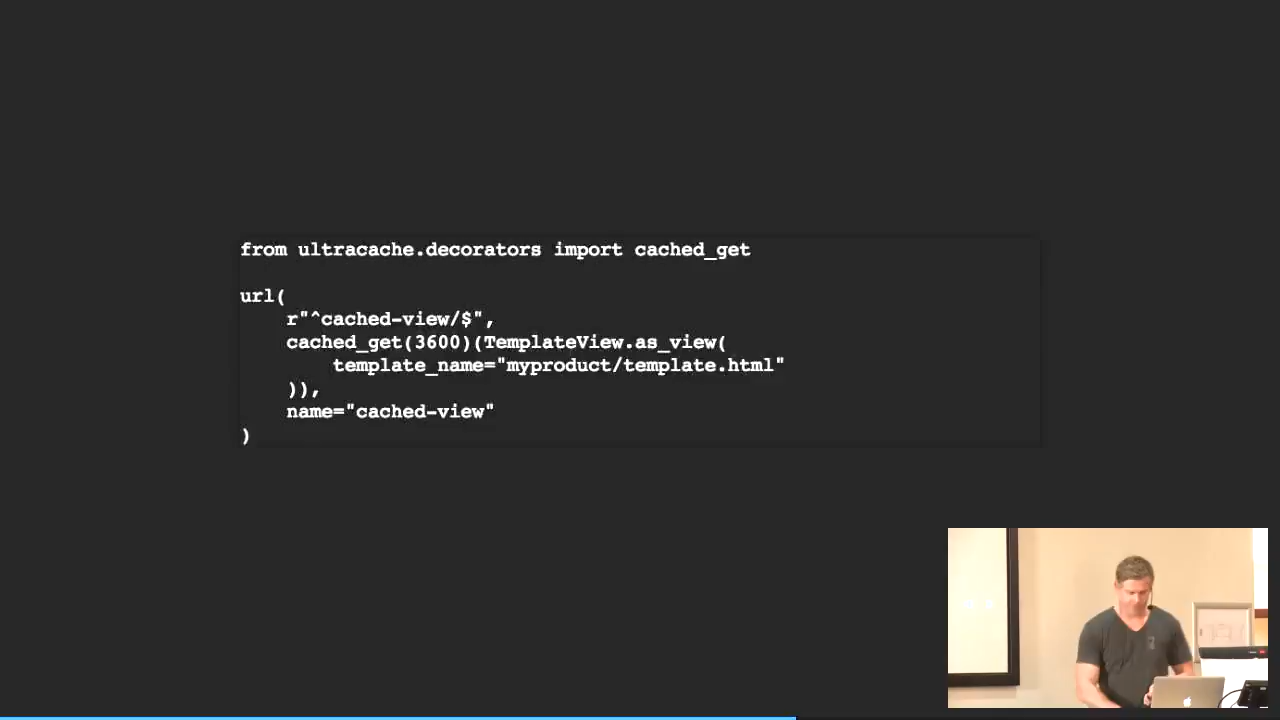 from ultracache.decorators import cached_get
url(
r"^cached-view/$",
cached_get(3600)(TemplateView.as_view(
template_name="myproduct/template.html"
)),
name="cached-view"
)